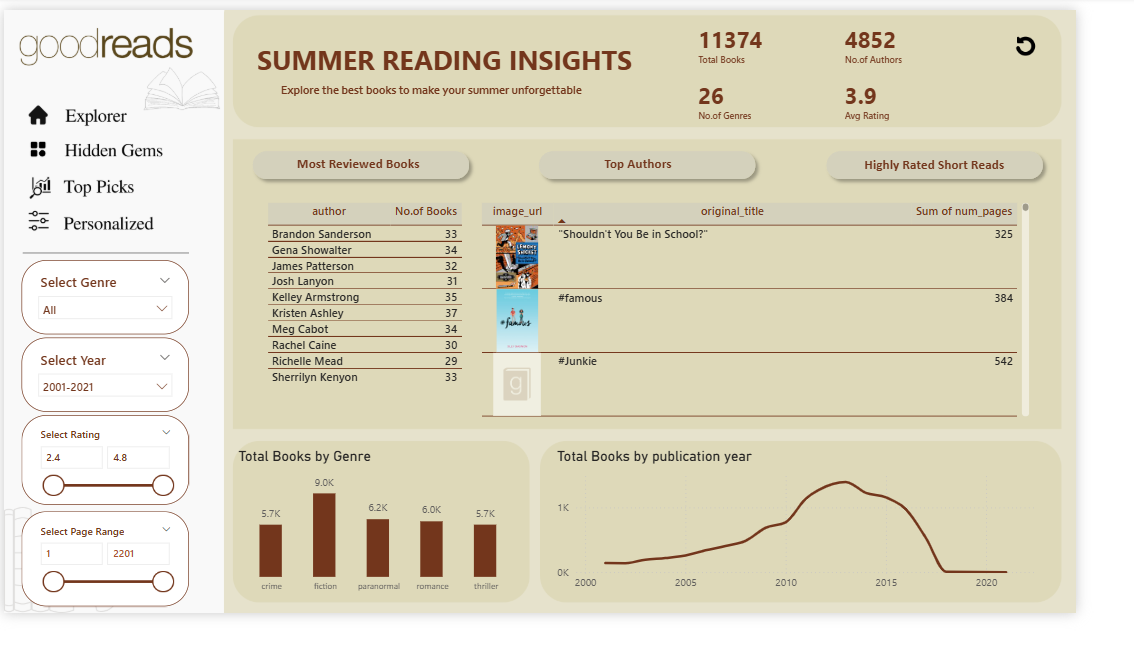 goodreads
Explorer
Hidden Gems
Top Picks
Personalized
Select Genre
All
Select Year
2001-2021
Select Rating
2.4 4.8
Select Page Range
1 2201
SUMMER READING INSIGHTS
Explore the best books to make your summer unforgettable
11374
Total Books
4852
No.of Authors
26
No.of Genres
3.9
Avg Rating
Most Reviewed Books
Top Authors
Highly Rated Short Reads
author No.of Books
Brandon Sanderson 33
Gena Showalter 34
James Patterson 32
Josh Lanyon 31
Kelley Armstrong 35
Kristen Ashley 37
Meg Cabot 34
Rachel Caine 30
Richelle Mead 29
Sherrilyn Kenyon 33
image_url original_title Sum of num_pages
"Shouldn't You Be in School?" 325
LEMONY
SNICKET
#famous 384
#famous
#Junkie 542
g
Total Books by Genre
5.7K 9.0K 6.2K 6.0K 5.7K
crime fiction paranormal romance thriller
Total Books by publication year
1K
0K
2000 2005 2010 2015 2020